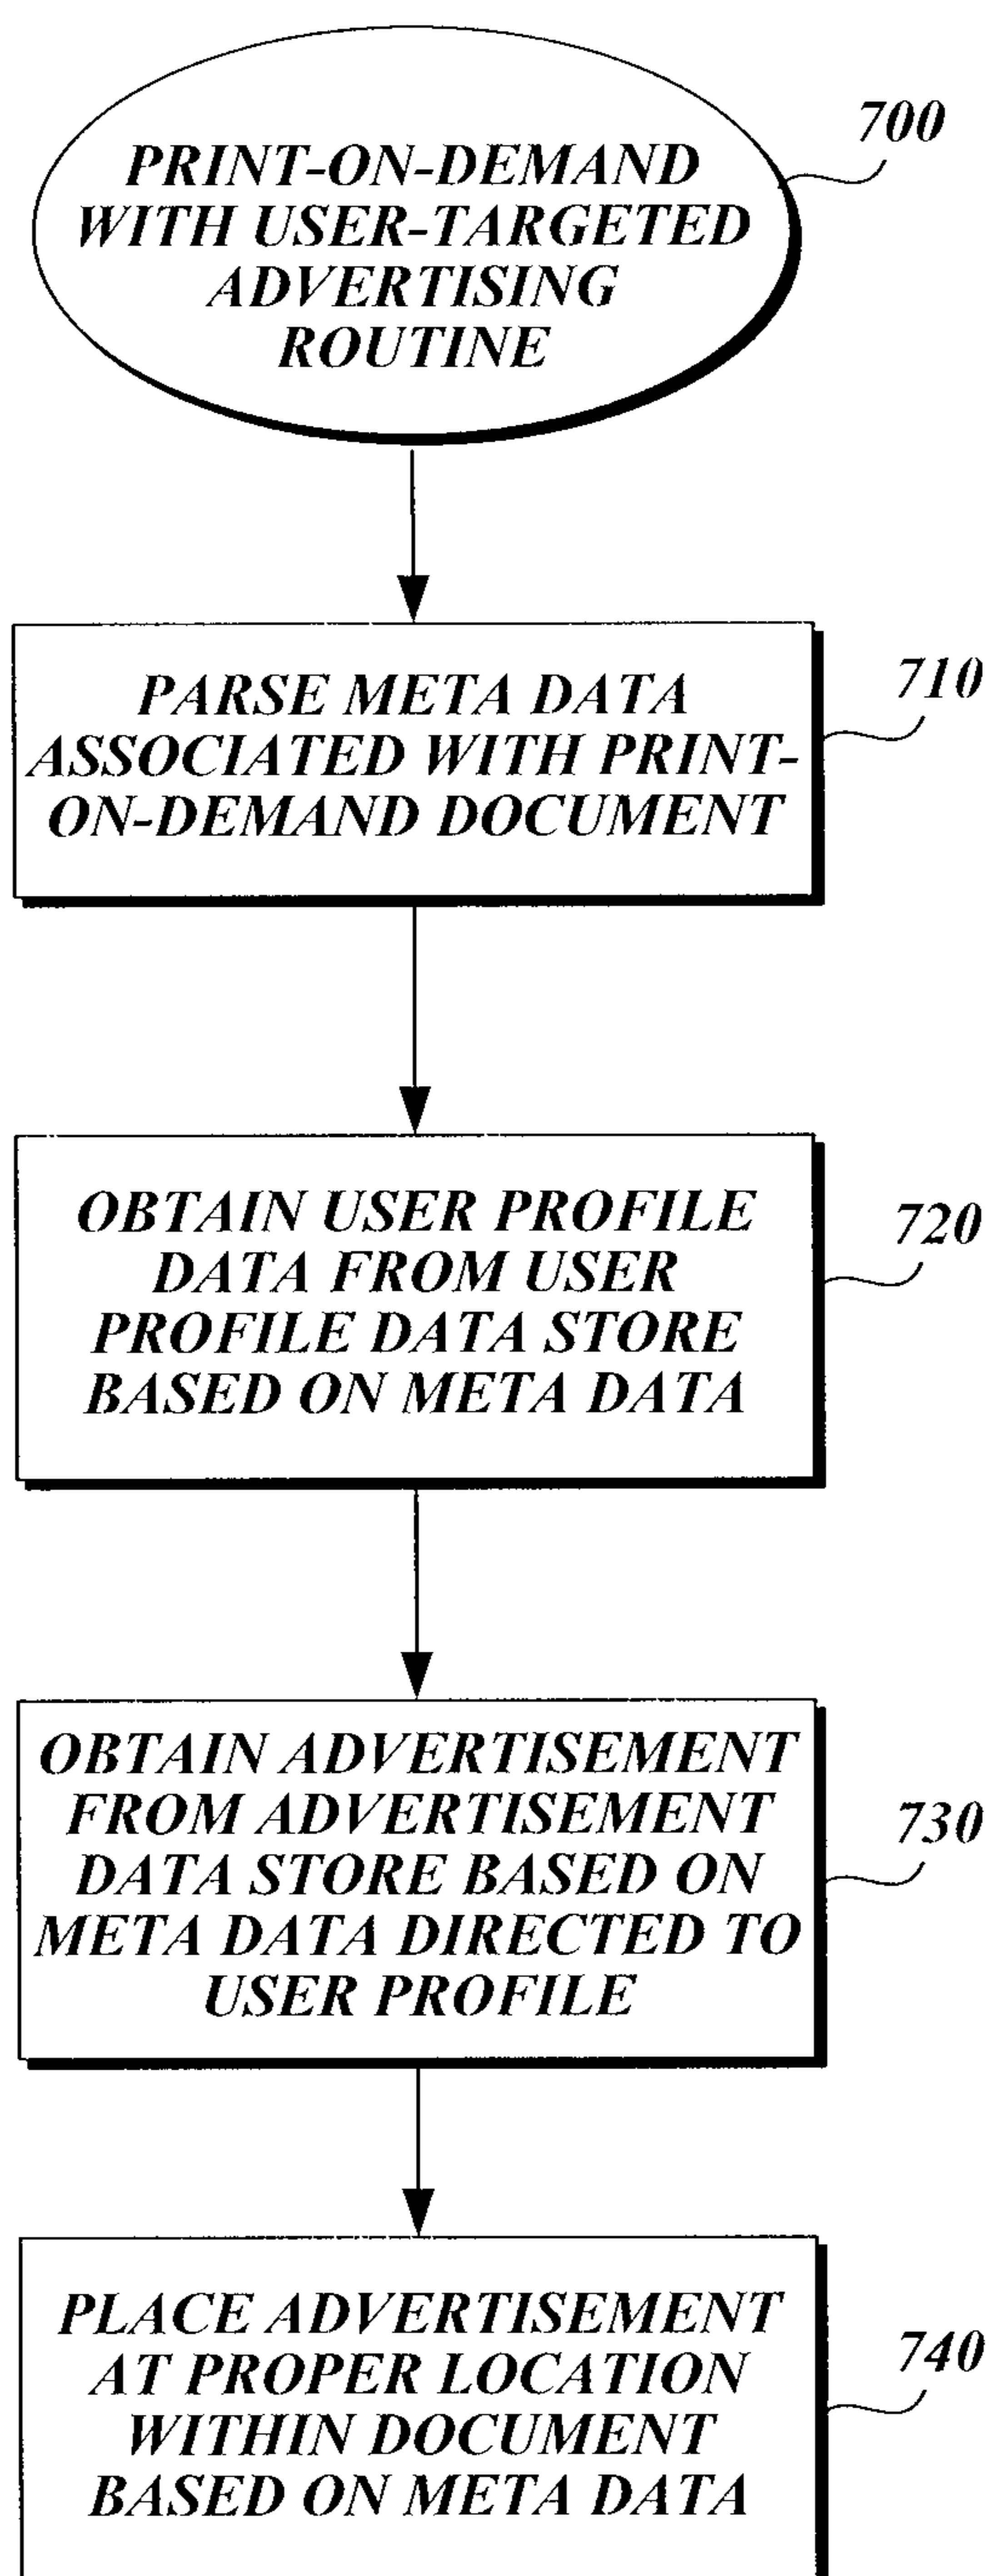 PRINT-ON-DEMAND
WITH USER-TARGETED
ADVERTISING
ROUTINE
700
PARSE META DATA
ASSOCIATED WITH PRINT-
ON-DEMAND DOCUMENT
710
OBTAIN USER PROFILE
DATA FROM USER
PROFILE DATA STORE
BASED ON META DATA
720
OBTAIN ADVERTISEMENT
FROM ADVERTISEMENT
DATA STORE BASED ON
META DATA DIRECTED TO
USER PROFILE
730
PLACE ADVERTISEMENT
AT PROPER LOCATION
WITHIN DOCUMENT
BASED ON META DATA
740